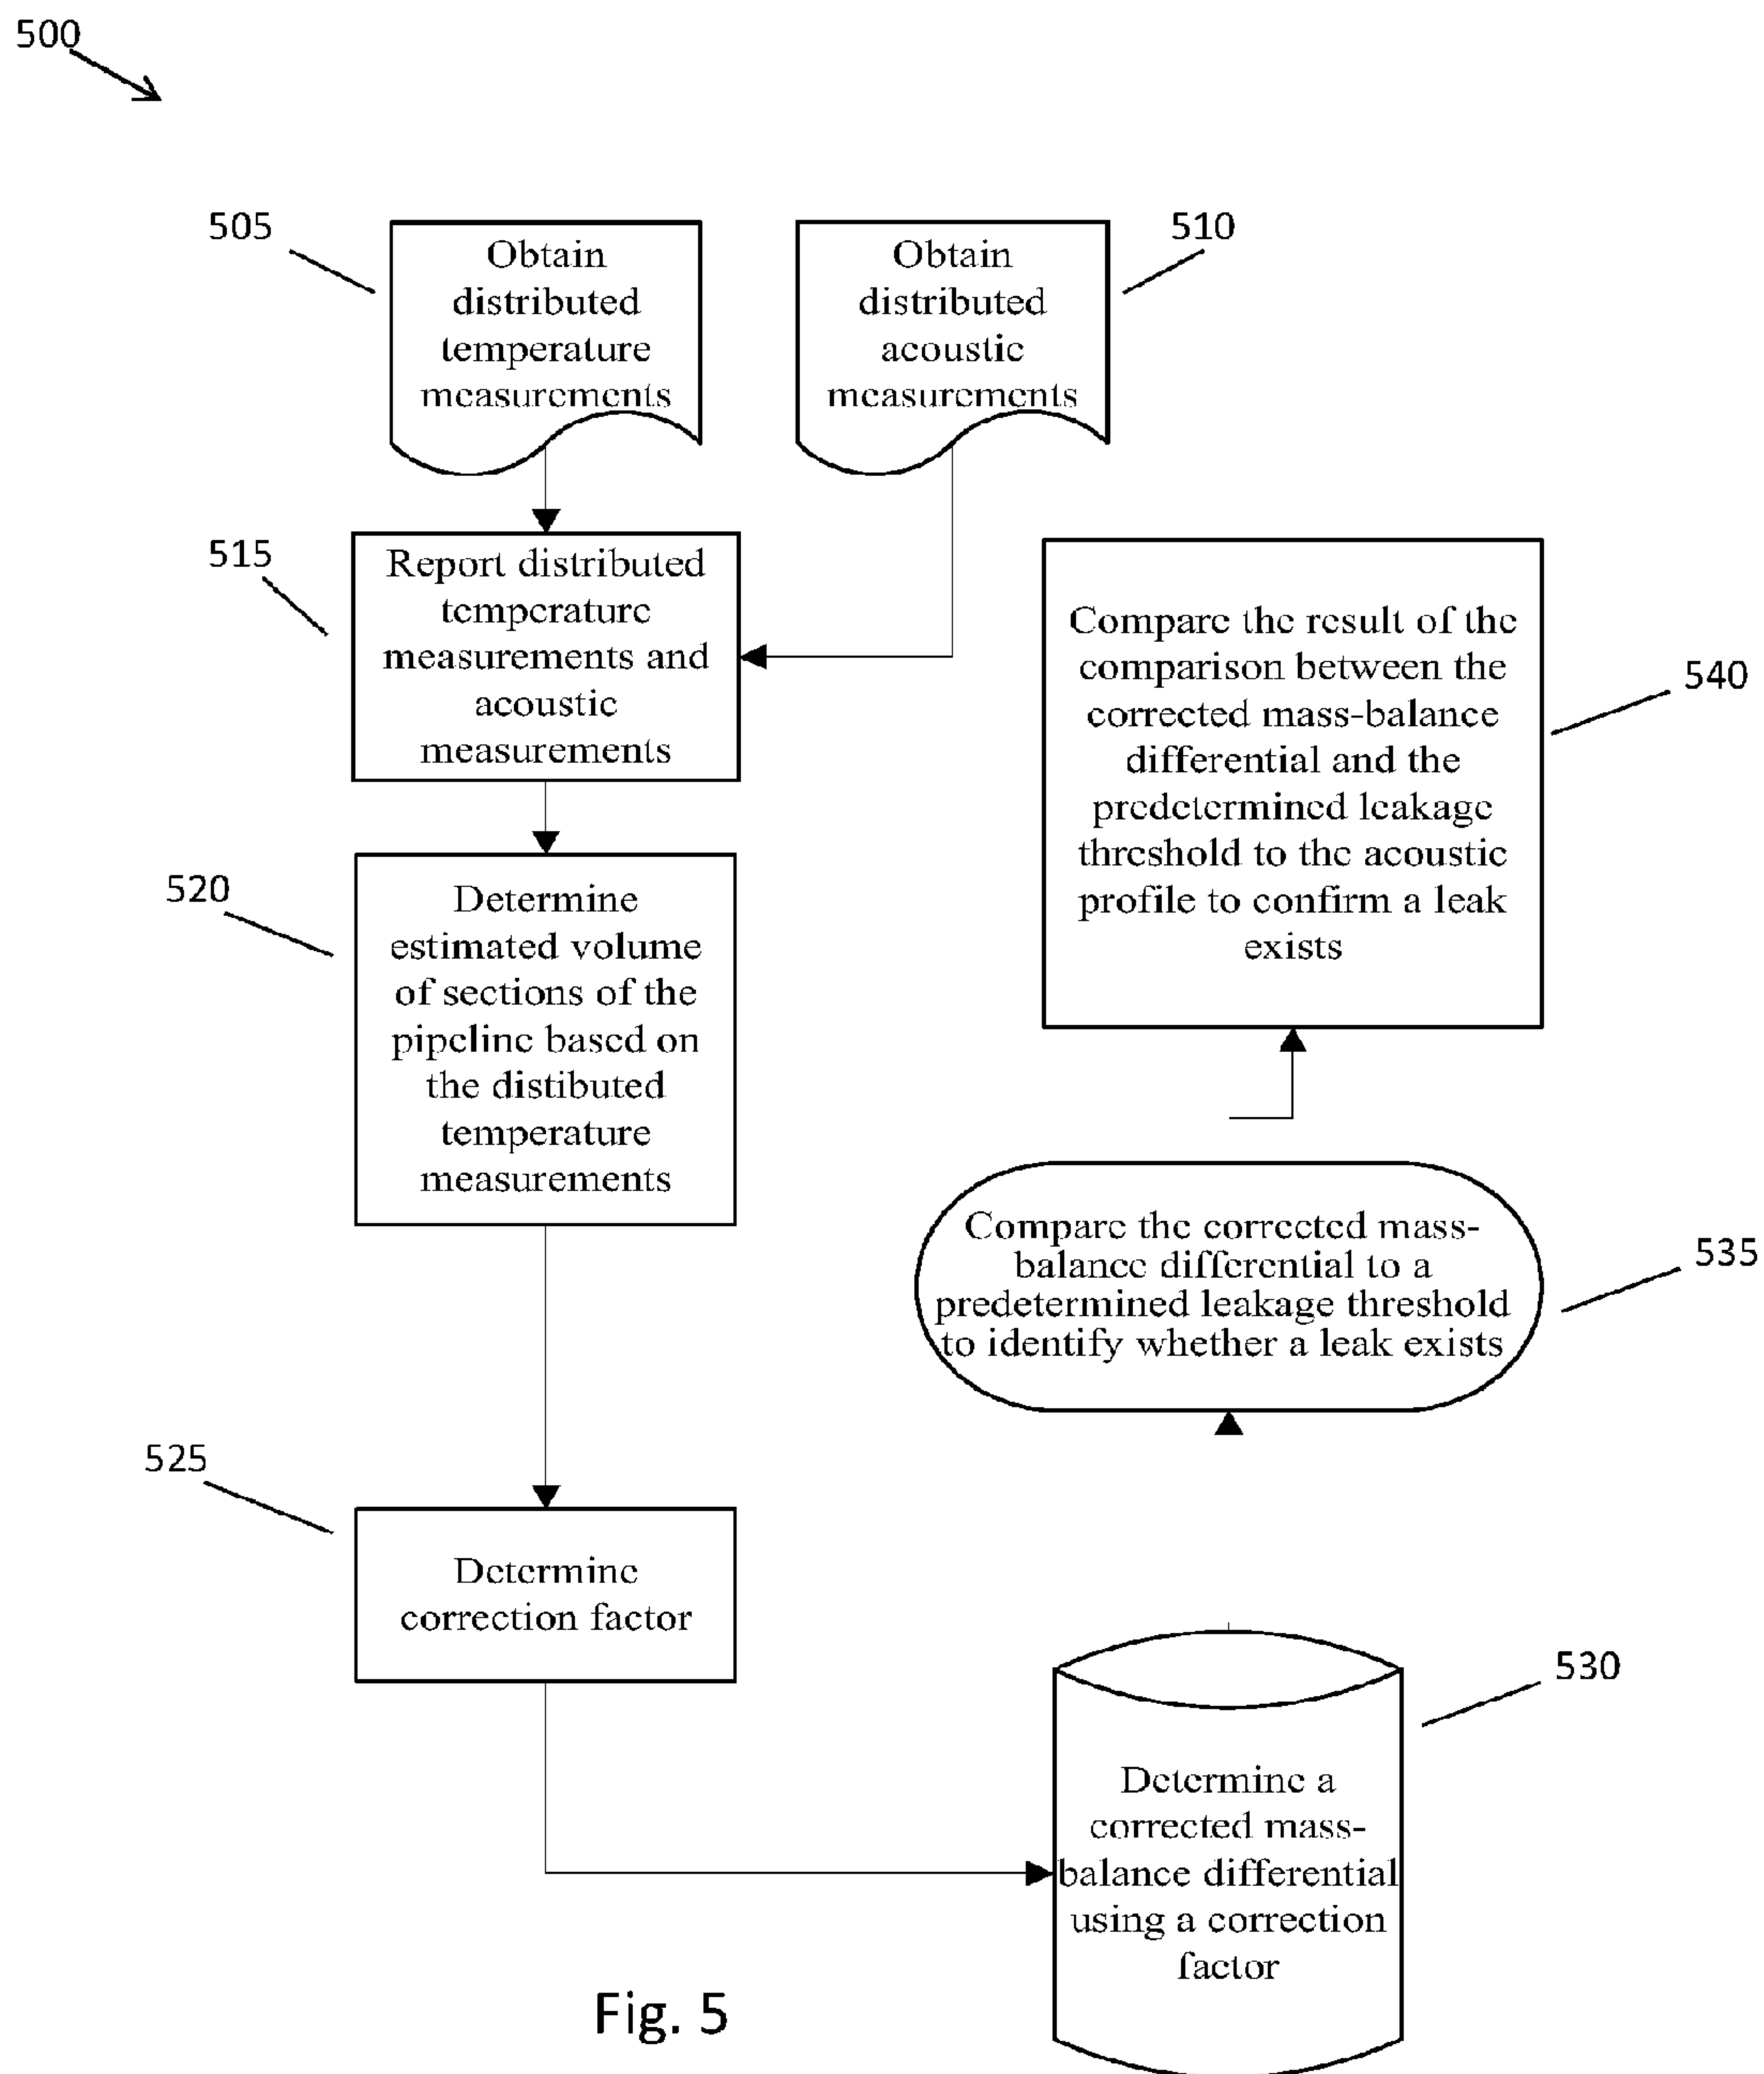 500
505
Obtain
distributed
temperature
measurements
510
Obtain
distributed
acoustic
measurements
515
Report distributed
temperature
measurements and
acoustic
measurements
520
Determine
estimated volume
of sections of the
pipeline based on
the distibuted
temperature
measurements
525
Determine
correction factor
530
Determine a
corrected mass-
balance differential
using a correction
factor
535
Compare the corrected mass-
balance differential to a
predetermined leakage threshold
to identify whether a leak exists
540
Compare the result of the
comparison between the
corrected mass-balance
differential and the
predetermined leakage
threshold to the acoustic
profile to confirm a leak
exists
Fig. 5